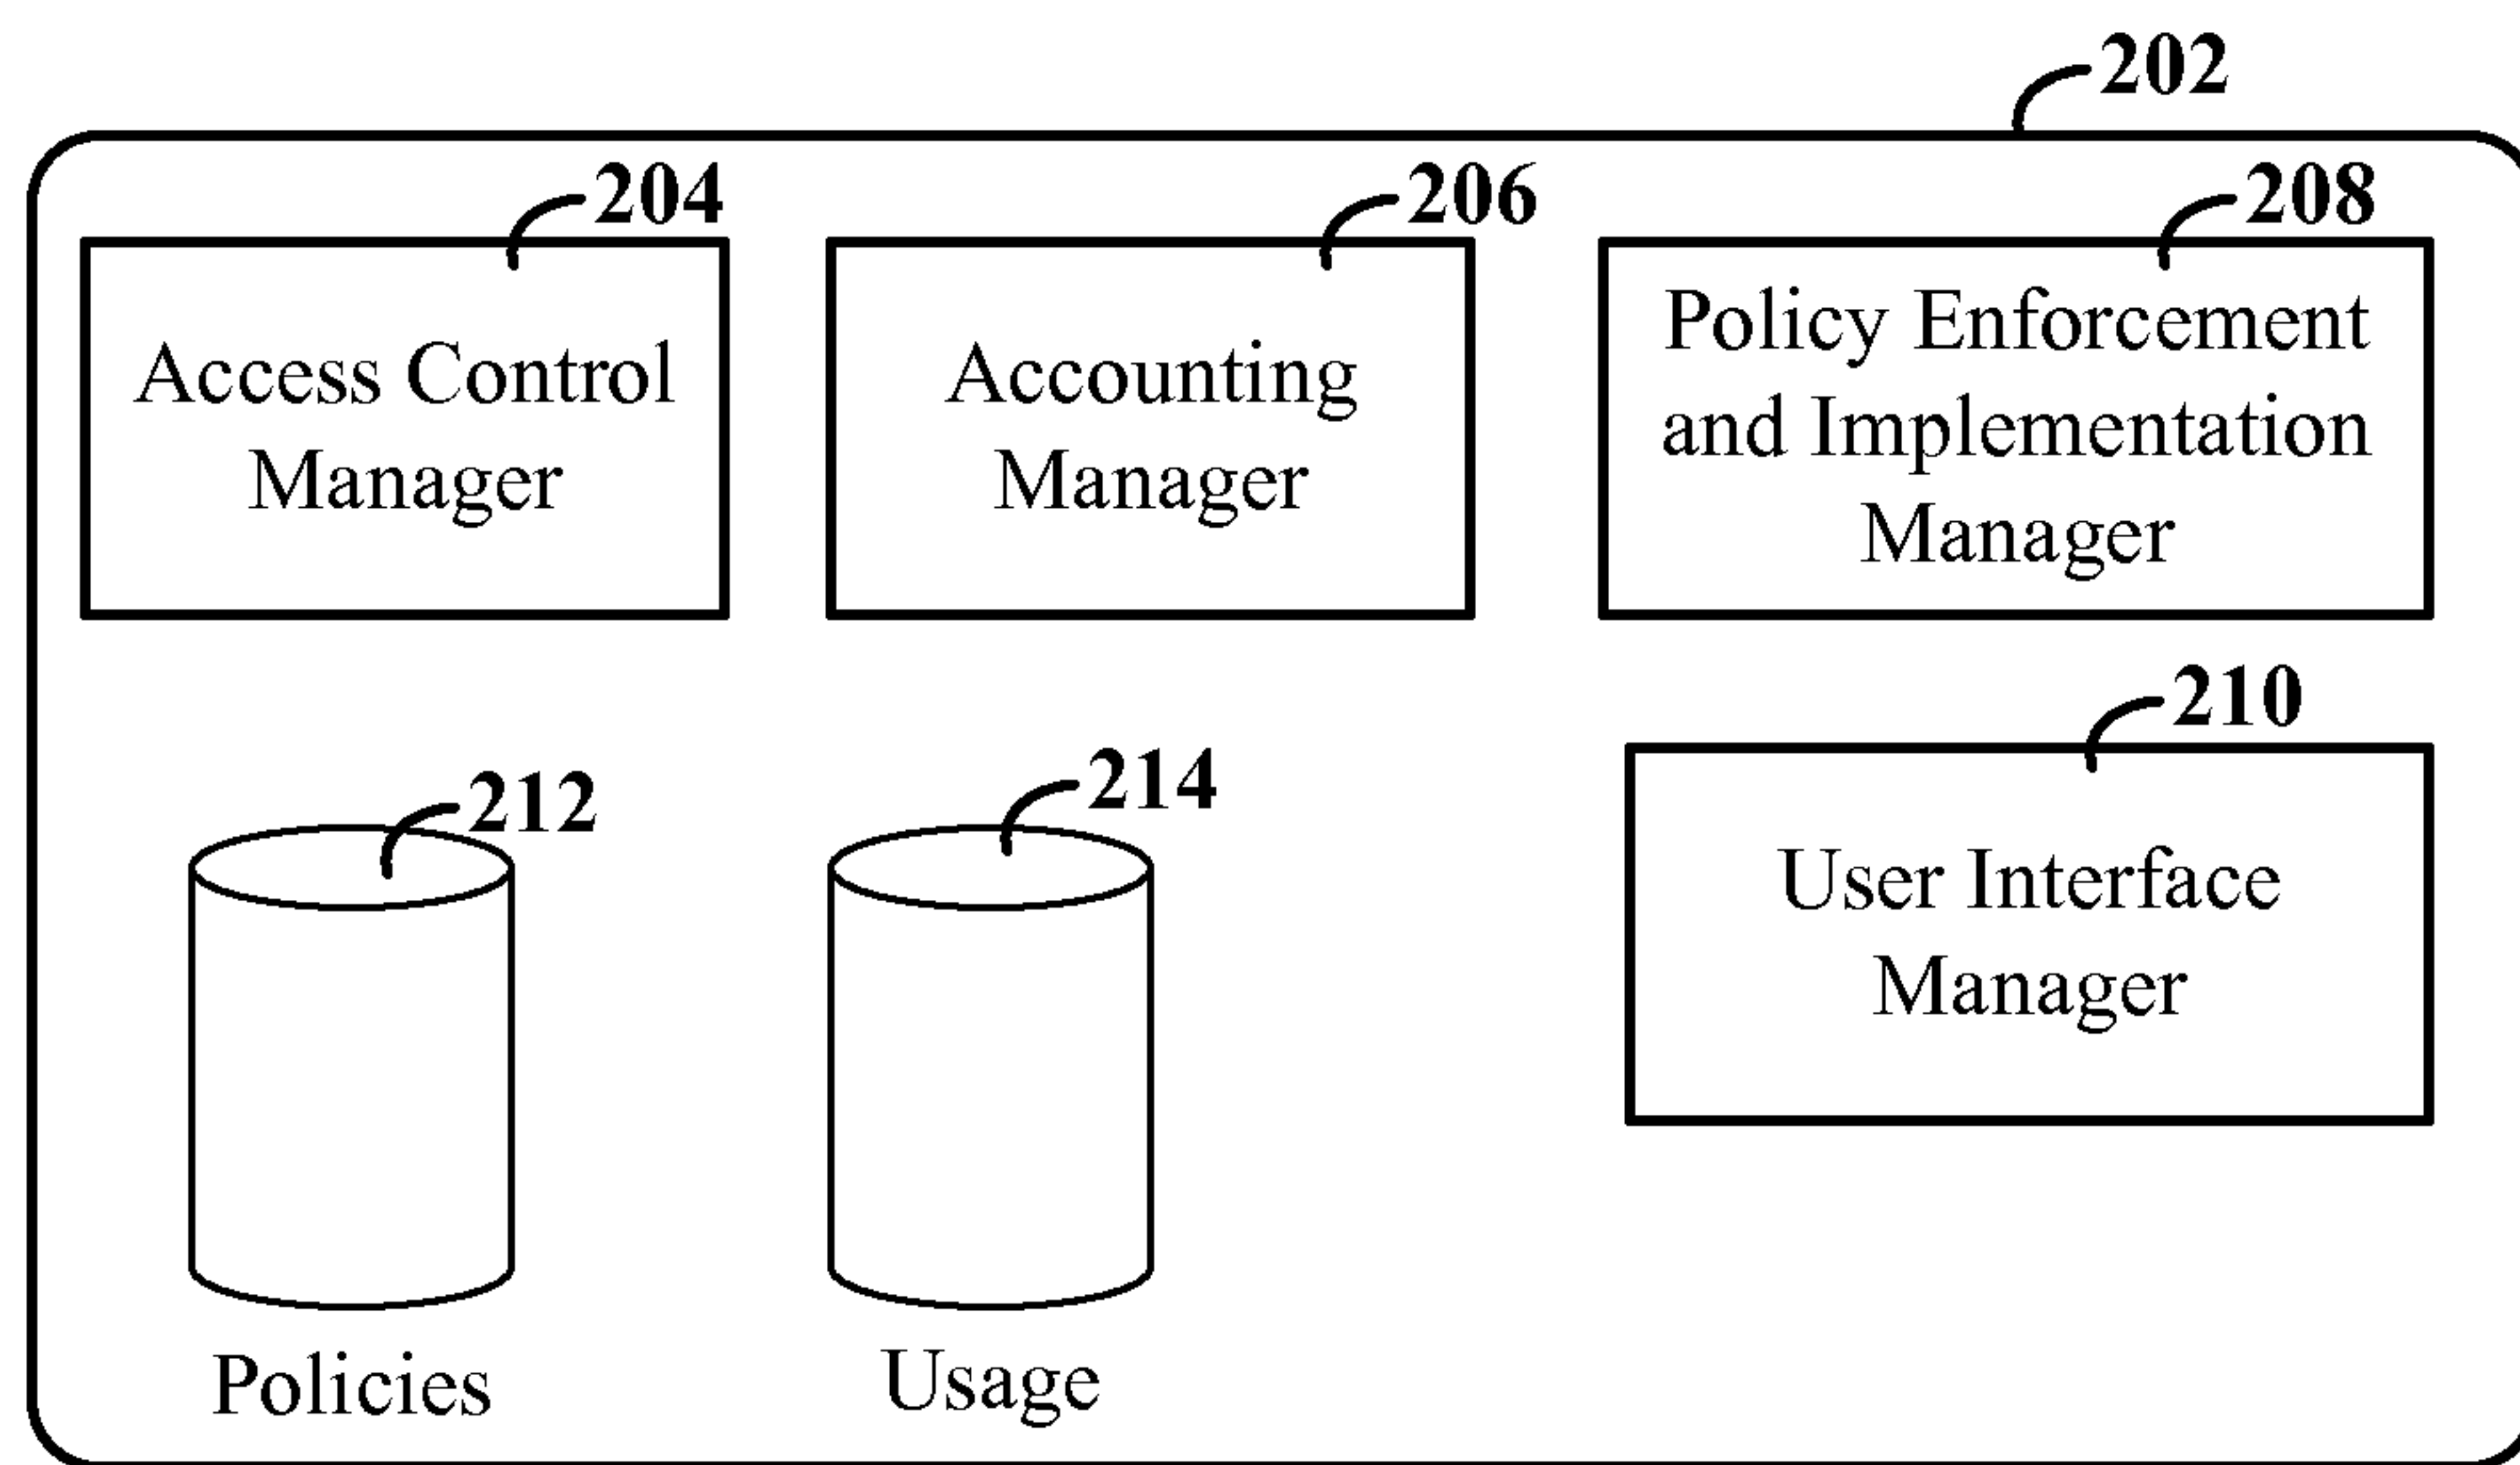 202
204
206
208
Access Control
Manager
Accounting
Manager
Policy Enforcement
and Implementation
Manager
210
212
214
User Interface
Manager
Policies
Usage